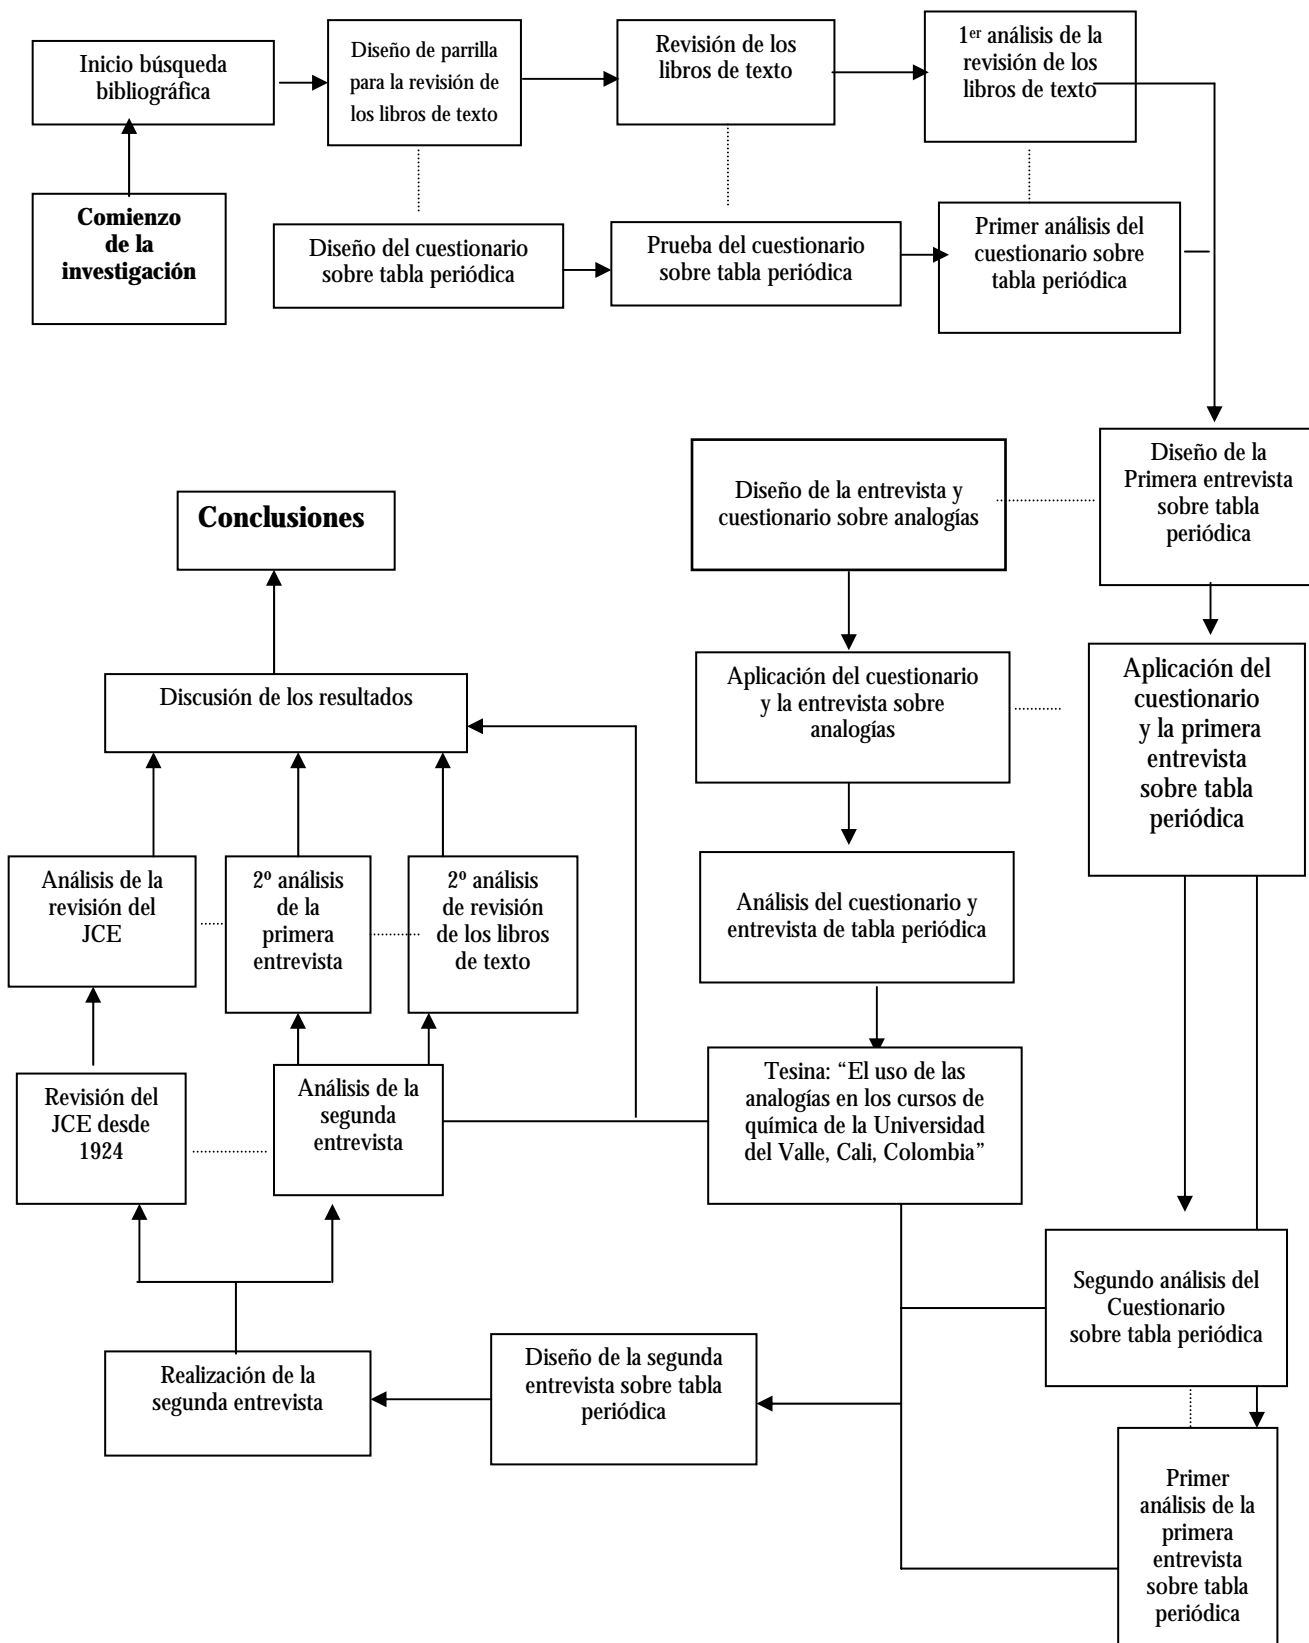 Inicio búsqueda
bibliográfica
Diseño de parrilla
para la revisión de
los libros de texto
Revisión de los
libros de texto
1er análisis de la
revisión de los
libros de texto
Comienzo
de la
investigación
Diseño del cuestionario
sobre tabla periódica
Prueba del cuestionario
sobre tabla periódica
Primer análisis del
cuestionario sobre
tabla periódica
Diseño de la
Primera entrevista
sobre tabla
periódica
Diseño de la entrevista y
cuestionario sobre analogías
Conclusiones
Aplicación del cuestionario
y la entrevista sobre
analogías
Aplicación del
cuestionario
y la primera
entrevista
sobre tabla
periódica
Discusión de los resultados
Análisis de la
revisión del
JCE
2º análisis
de la
primera
entrevista
2º análisis
de revisión
de los libros
de texto
Análisis del cuestionario y
entrevista de tabla periódica
Revisión del
JCE desde
1924
Análisis de la
segunda
entrevista
Tesina: “El uso de las
analogías en los cursos de
química de la Universidad
del Valle, Cali, Colombia”
Segundo análisis del
Cuestionario
sobre tabla periódica
Realización de la
segunda entrevista
Diseño de la segunda
entrevista sobre tabla
periódica
Primer
análisis de la
primera
entrevista
sobre tabla
periódica